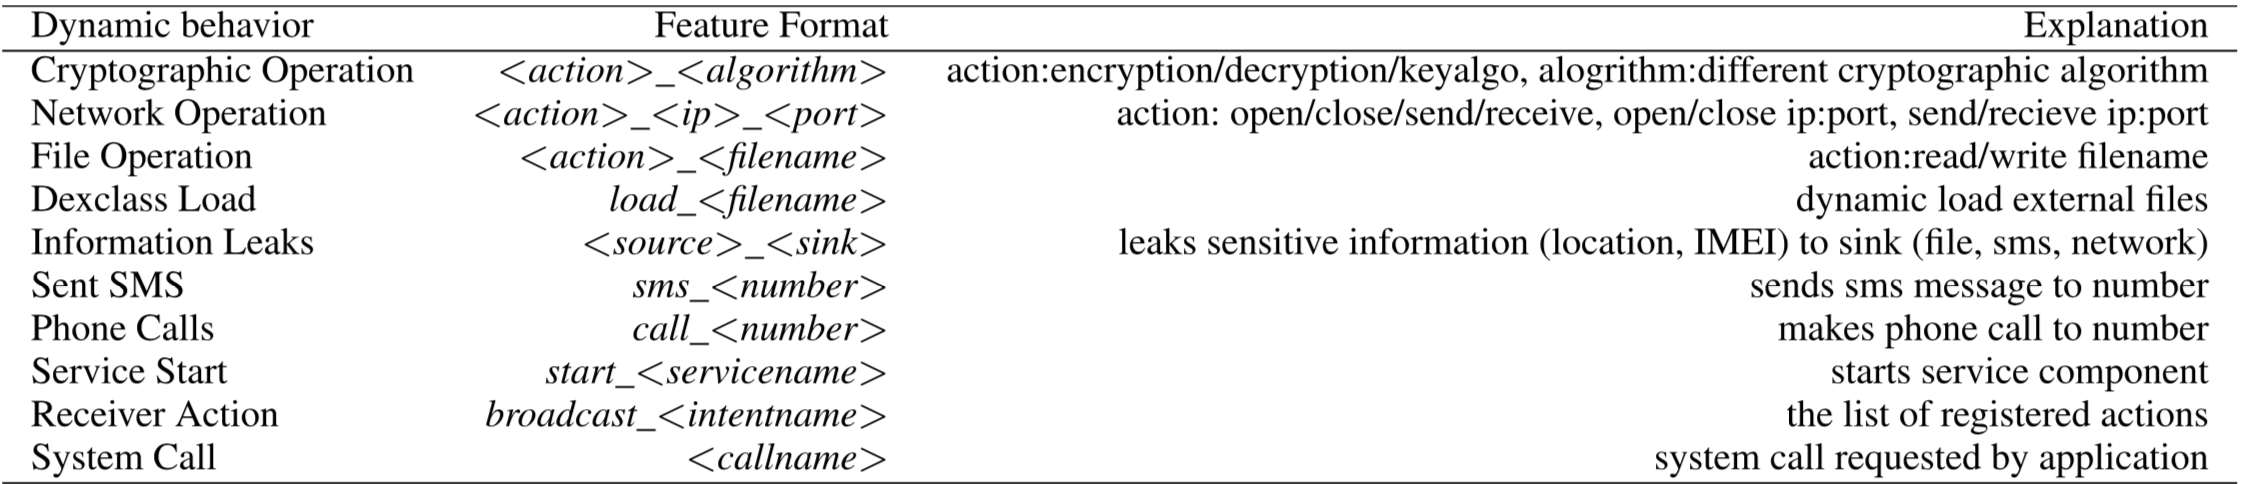 Dynamic behavior Feature Format Explanation
Cryptographic Operation <action>_<algorithm> action:encryption/decryption/keyalgo, alogrithm:different cryptographic algorithm
Network Operation <action>_<ip>_<port> action: open/close/send/receive, open/close ip:port, send/recieve ip:port
File Operation <action>_<filename> action:read/write filename
Dexclass Load load_<filename> dynamic load external files
Information Leaks <source>_<sink> leaks sensitive information (location, IMEI) to sink (file, sms, network)
Sent SMS sms_<number> sends sms message to number
Phone Calls call_<number> makes phone call to number
Service Start start_<servicename> starts service component
Receiver Action broadcast_<intentname> the list of registered actions
System Call <callname> system call requested by application